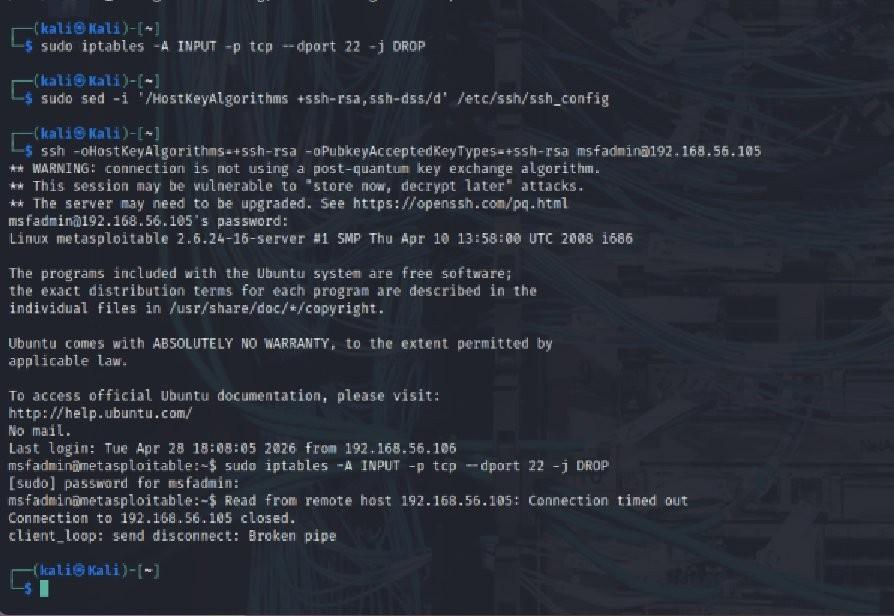 ┌──(kali㉿Kali)-[~]
└─$ sudo iptables -A INPUT -p tcp --dport 22 -j DROP
┌──(kali㉿Kali)-[~]
└─$ sudo sed -i '/HostKeyAlgorithms +ssh-rsa,ssh-dss/d' /etc/ssh/ssh_config
┌──(kali㉿Kali)-[~]
└─$ ssh -oHostKeyAlgorithms=+ssh-rsa -oPubkeyAcceptedKeyTypes=+ssh-rsa msfadmin@192.168.56.105
** WARNING: connection is not using a post-quantum key exchange algorithm.
** This session may be vulnerable to "store now, decrypt later" attacks.
** The server may need to be upgraded. See https://openssh.com/pq.html
msfadmin@192.168.56.105's password:
Linux metasploitable 2.6.24-16-server #1 SMP Thu Apr 10 13:58:00 UTC 2008 i686
The programs included with the Ubuntu system are free software;
the exact distribution terms for each program are described in the
individual files in /usr/share/doc/*/copyright.
Ubuntu comes with ABSOLUTELY NO WARRANTY, to the extent permitted by
applicable law.
To access official Ubuntu documentation, please visit:
http://help.ubuntu.com/
No mail.
Last login: Tue Apr 28 18:08:05 2026 from 192.168.56.106
msfadmin@metasploitable:~$ sudo iptables -A INPUT -p tcp --dport 22 -j DROP
[sudo] password for msfadmin:
msfadmin@metasploitable:~$ Read from remote host 192.168.56.105: Connection timed out
Connection to 192.168.56.105 closed.
client_loop: send disconnect: Broken pipe
┌──(kali㉿Kali)-[~]
└─$